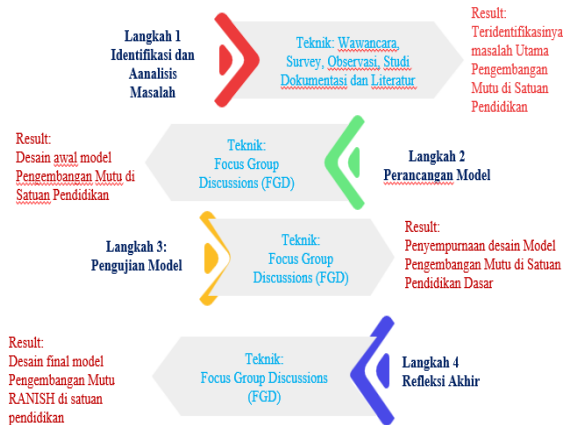 Langkah 1
Identifikasi dan
Aanalisis
Masalah
Teknik: Wawancara,
Survey, Observasi, Studi
Dokumentasi dan Literatur
Result:
Teridentifikasinya
masalah Utama
Pengembangan
Mutu di Satuan
Pendidikan
Result:
Desain awal model
Pengembangan Mutu di
Satuan Pendidikan
Teknik:
Focus Group
Discussions (FGD)
Langkah 2
Perancangan Model
Langkah 3:
Pengujian Model
Teknik:
Focus Group
Discussions (FGD)
Result:
Penyempurnaan desain Model
Pengembangan Mutu di Satuan
Pendidikan Dasar
Result:
Desain final model
Pengembangan Mutu
RANISH di satuan
pendidikan
Teknik:
Focus Group Discussions
(FGD)
Langkah 4
Refleksi Akhir